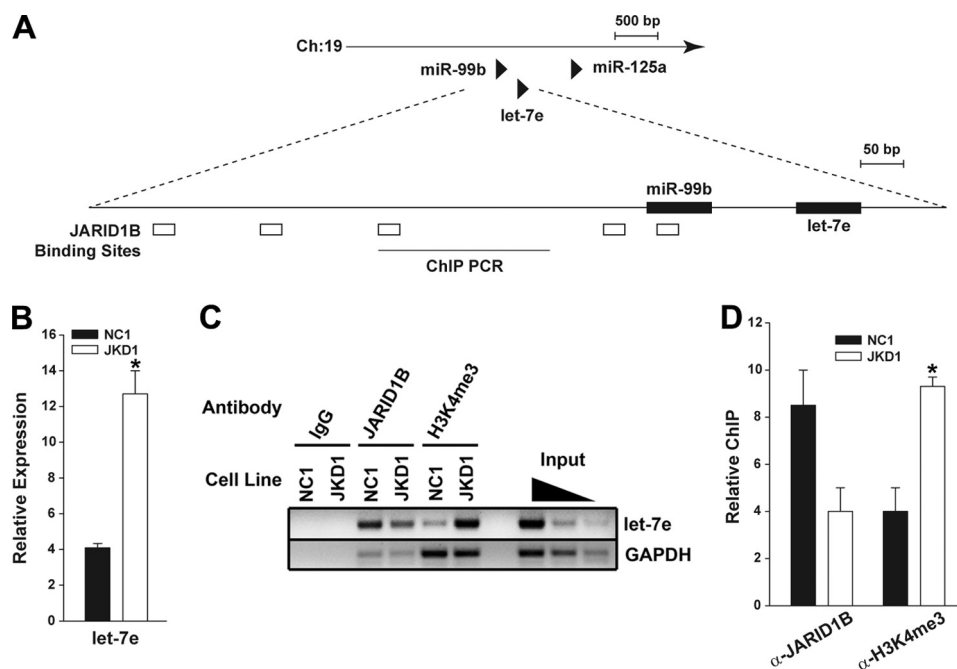 A
500 bp
Ch:19
miR-99b
miR-125a
let-7e
50 bp
miR-99b
let-7e
JARID1B
Binding Sites
ChIP PCR
B
NC1
JKD1
16
14
12
10
8
6
4
2
0
*
Relative Expression
let-7e
C
Antibody
IgG
JARID1B
H3K4me3
Cell Line
NC1
JKD1
NC1
JKD1
NC1
JKD1
Input
let-7e
GAPDH
D
NC1
JKD1
12
10
8
6
4
2
0
*
Relative ChIP
α-JARID1B
α-H3K4me3